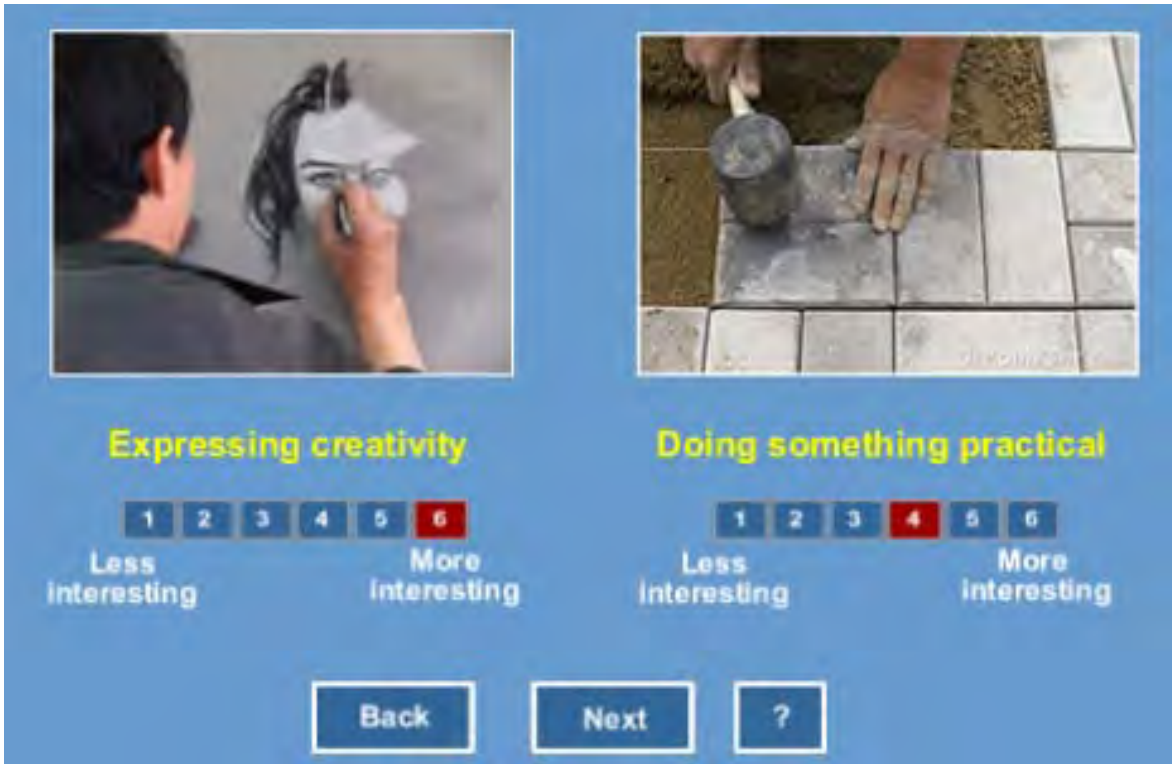 Expressing creativity
1 2 3 4 5 6
Less interesting
More interesting
Doing something practical
1 2 3 4 5 6
Less interesting
More interesting
Back
Next
?